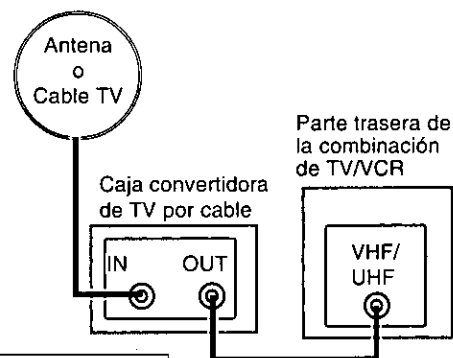 Antena
o
Cable TV
Parte trasera de
la combinación
de TV/VCR
Caja convertidora
de TV por cable
IN
OUT
VHF/
UHF